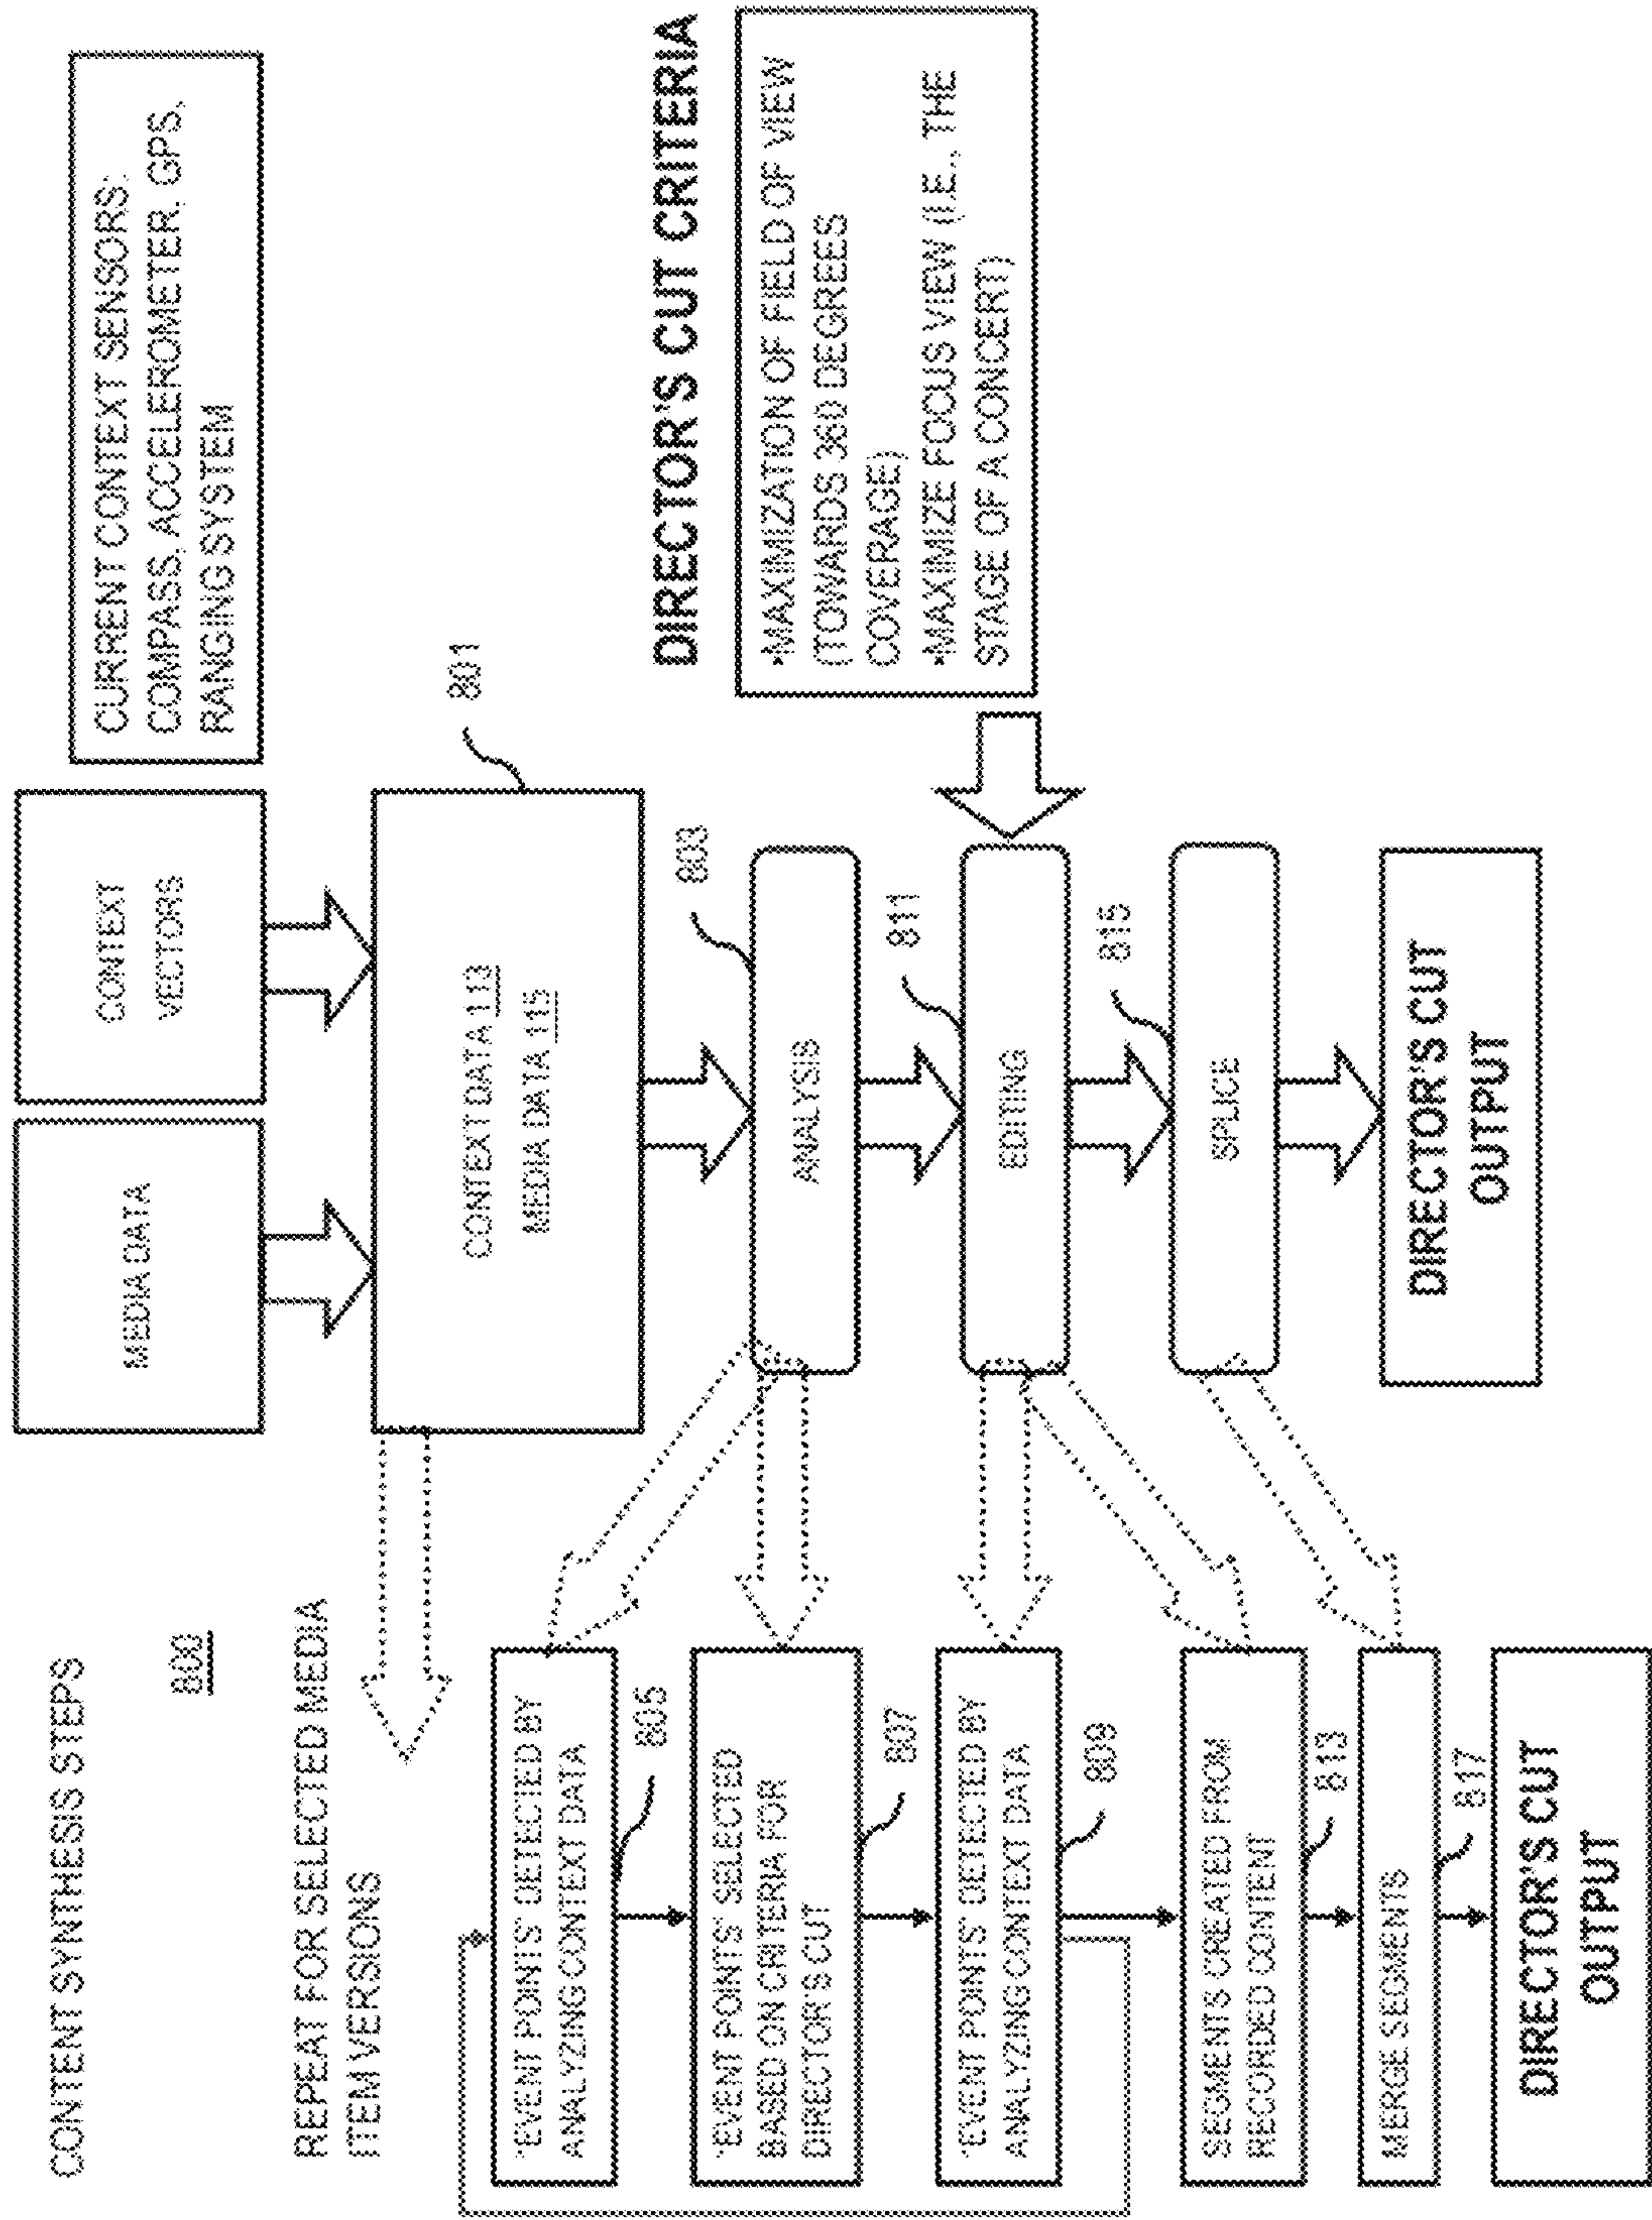 CONTENT SYNTHESIS STEPS
800
REPEAT FOR SELECTED MEDIA
ITEM VERSIONS
'EVENT POINTS' DETECTED BY
ANALYZING CONTEXT DATA
805
'EVENT POINTS' SELECTED
BASED ON CRITERIA FOR
DIRECTOR'S CUT
807
'EVENT POINTS' DETECTED BY
ANALYZING CONTEXT DATA
809
SEGMENTS CREATED FROM
RECORDED CONTENT
813
MERGE SEGMENTS
817
DIRECTOR'S CUT
OUTPUT
MEDIA DATA
CONTEXT
VECTORS
CONTEXT DATA 113
MEDIA DATA 115
801
803
ANALYSIS
811
EDITING
815
SPLICE
DIRECTOR'S CUT
OUTPUT
CURRENT CONTEXT SENSORS:
COMPASS, ACCELEROMETER, GPS,
RANGING SYSTEM
DIRECTOR'S CUT CRITERIA
•MAXIMIZATION OF FIELD OF VIEW
(TOWARDS 360 DEGREES
COVERAGE)
•MAXIMIZE FOCUS VIEW (I.E., THE
STAGE OF A CONCERT)